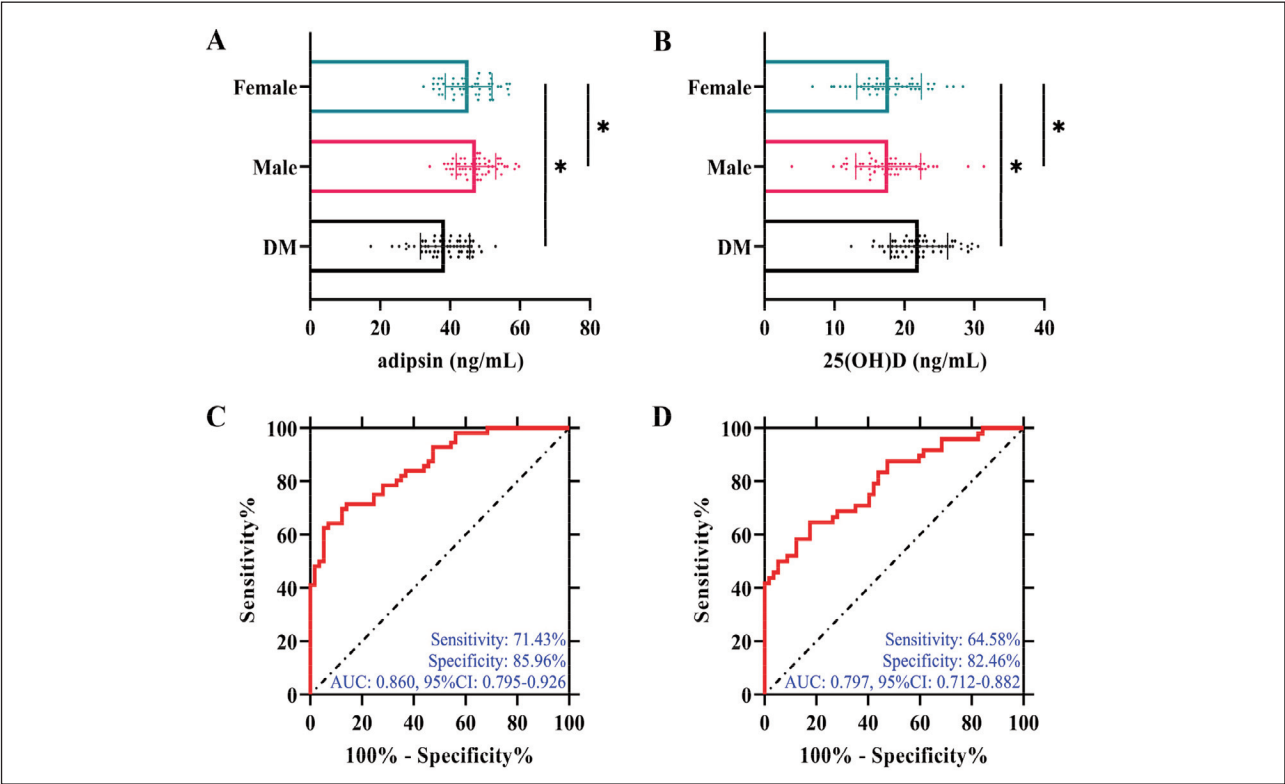 A
Female
Male
DM
*
*
0 20 40 60 80
adipsin (ng/mL)
B
Female
Male
DM
*
*
0 10 20 30 40
25(OH)D (ng/mL)
C
Sensitivity%
100
80
60
40
20
0
Sensitivity: 71.43%
Specificity: 85.96%
AUC: 0.860, 95%CI: 0.795-0.926
0 20 40 60 80 100
100% - Specificity%
D
Sensitivity%
100
80
60
40
20
0
Sensitivity: 64.58%
Specificity: 82.46%
AUC: 0.797, 95%CI: 0.712-0.882
0 20 40 60 80 100
100% - Specificity%